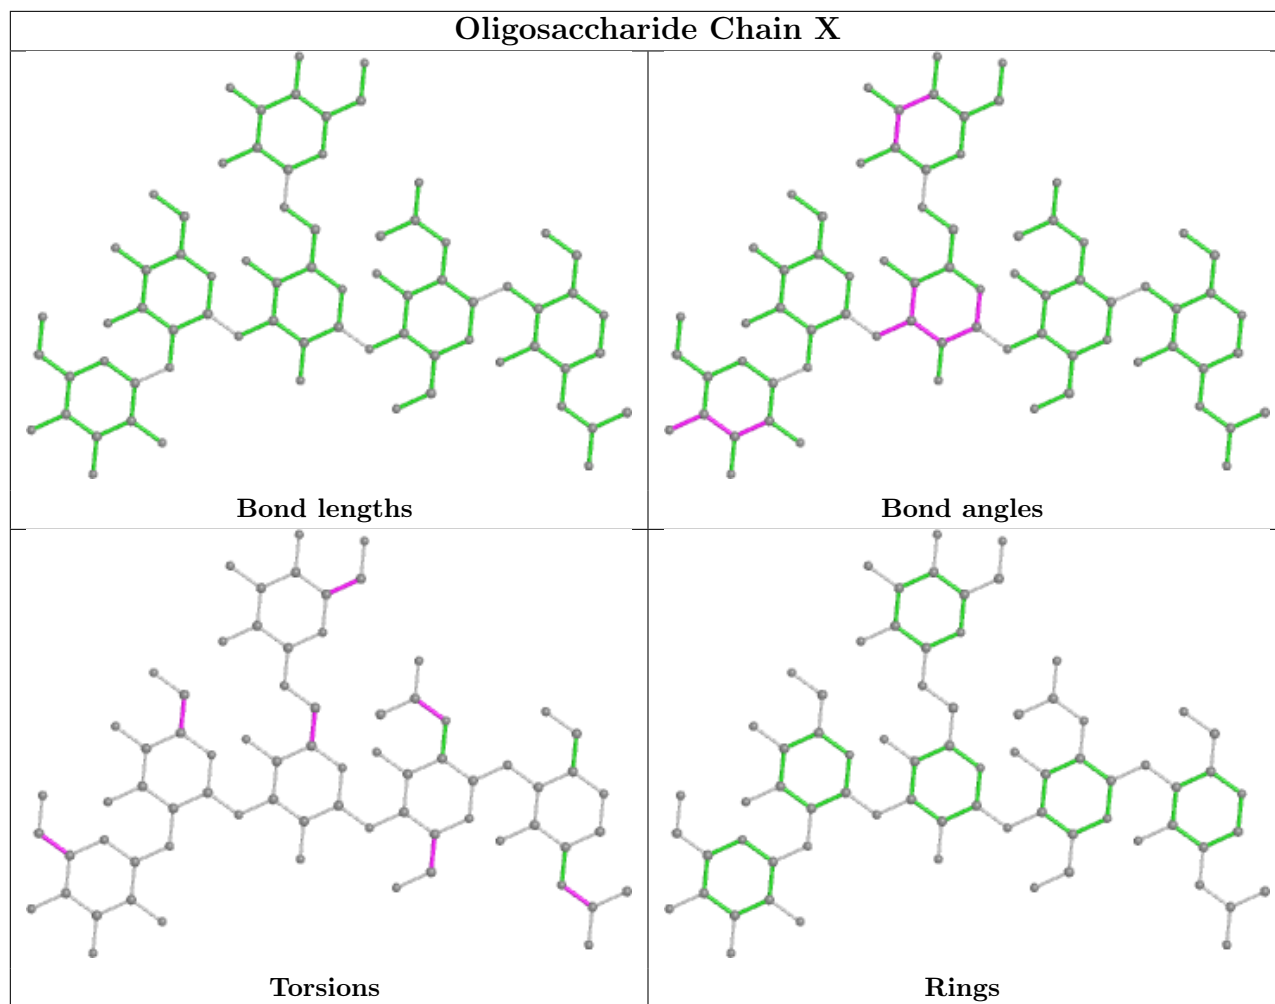 Oligosaccharide Chain X
Bond lengths
Bond angles
Torsions
Rings